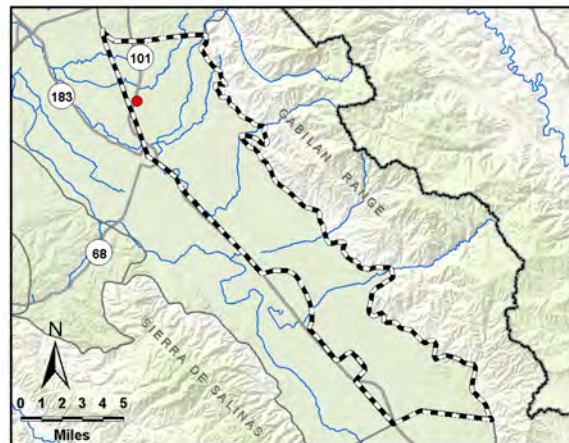 101
183
GABILAN RANGE
68
SIERRA DE SALINAS
N
0 1 2 3 4 5
Miles